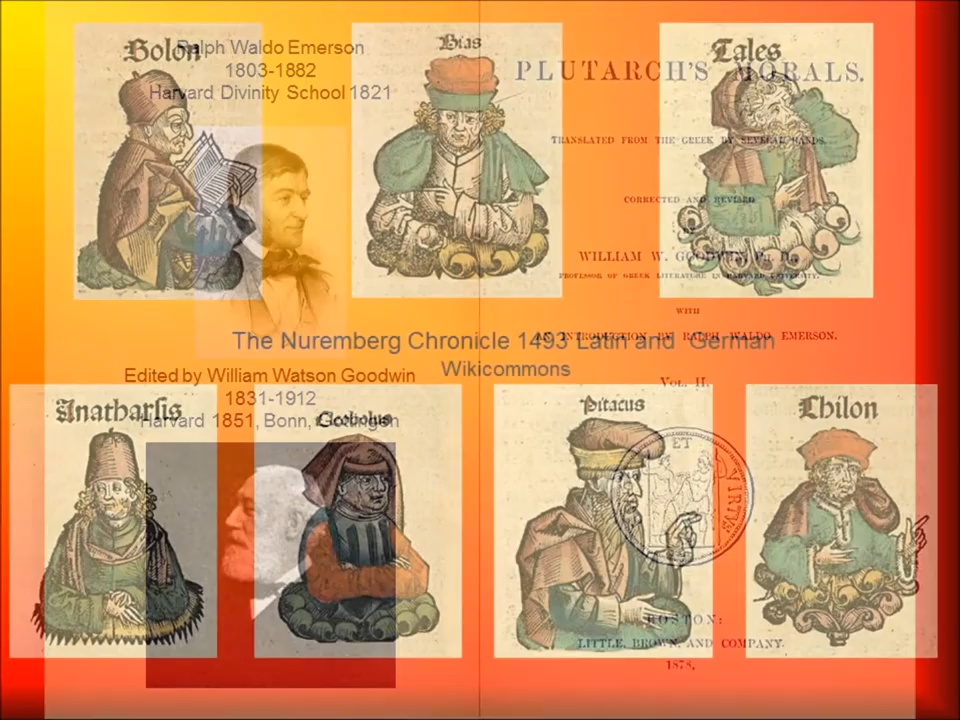 Solon
Ralph Waldo Emerson
1803-1882
Harvard Divinity School 1821
Bias
Tales
PLUTARCH'S MORALS.
TRANSLATED FROM THE GREEK BY SEVERAL HANDS.
CORRECTED AND REVISED
WILLIAM W. GOODWIN, PH. D.,
PROFESSOR OF GREEK LITERATURE IN HARVARD UNIVERSITY.
WITH
AN INTRODUCTION BY RALPH WALDO EMERSON.
VOL. II.
The Nuremberg Chronicle 1493 Latin and German
Wikicommons
Edited by William Watson Goodwin
1831-1912
Harvard 1851, Bonn, Gottingen
Anatharsis
Cleobolus
Pitacus
Chilon
ET
VIRTVS
BOSTON:
LITTLE, BROWN, AND COMPANY.
1878.